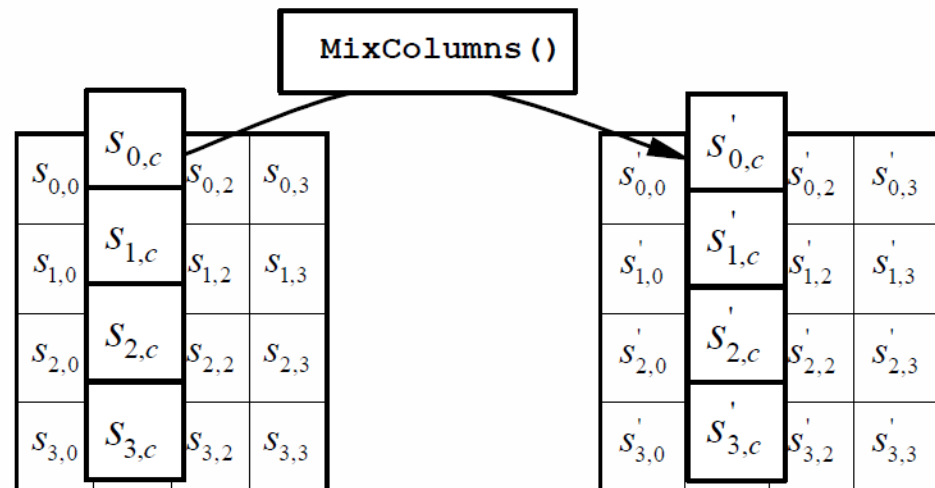 MixColumns()
s0,c s'0,c
s0,0 s0,2 s0,3 s'0,0 s'0,2 s'0,3
s1,c s'1,c
s1,0 s1,2 s1,3 s'1,0 s'1,2 s'1,3
s2,c s'2,c
s2,0 s2,2 s2,3 s'2,0 s'2,2 s'2,3
s3,c s'3,c
s3,0 s3,2 s3,3 s'3,0 s'3,2 s'3,3